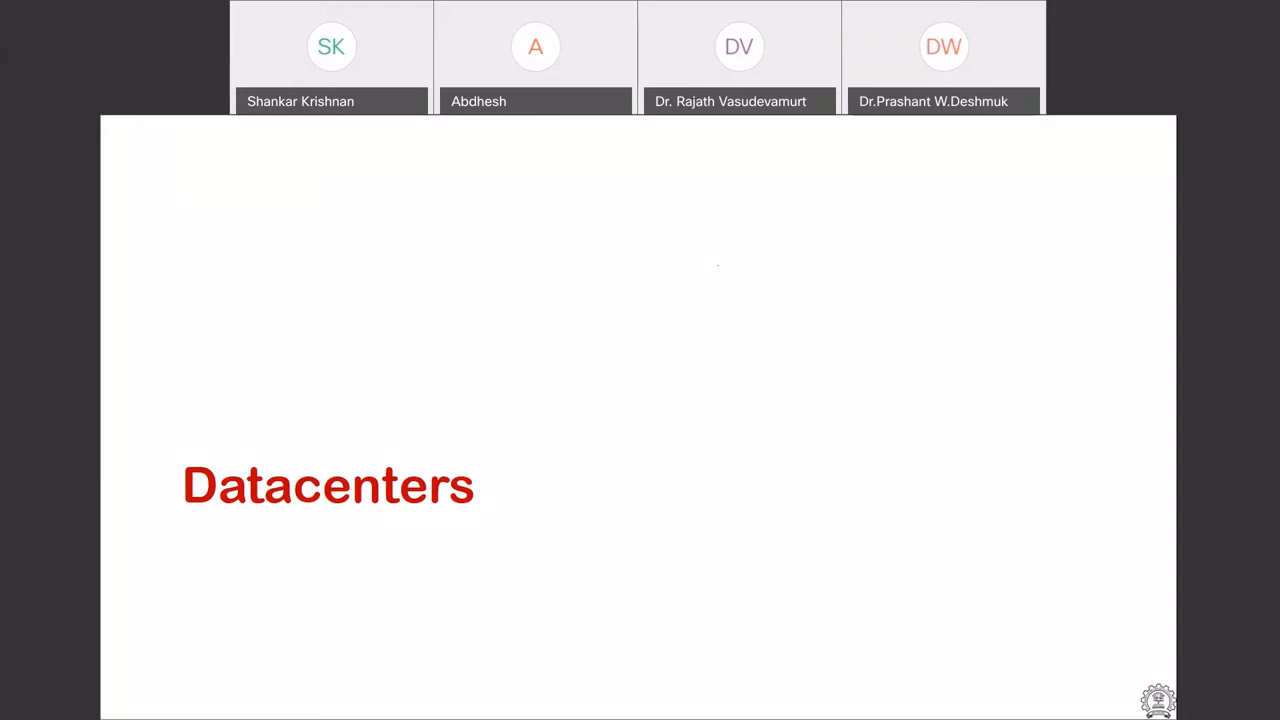 SK
A
DV
DW
Shankar Krishnan
Abdhesh
Dr. Rajath Vasudevamurt
Dr.Prashant W.Deshmuk
Datacenters